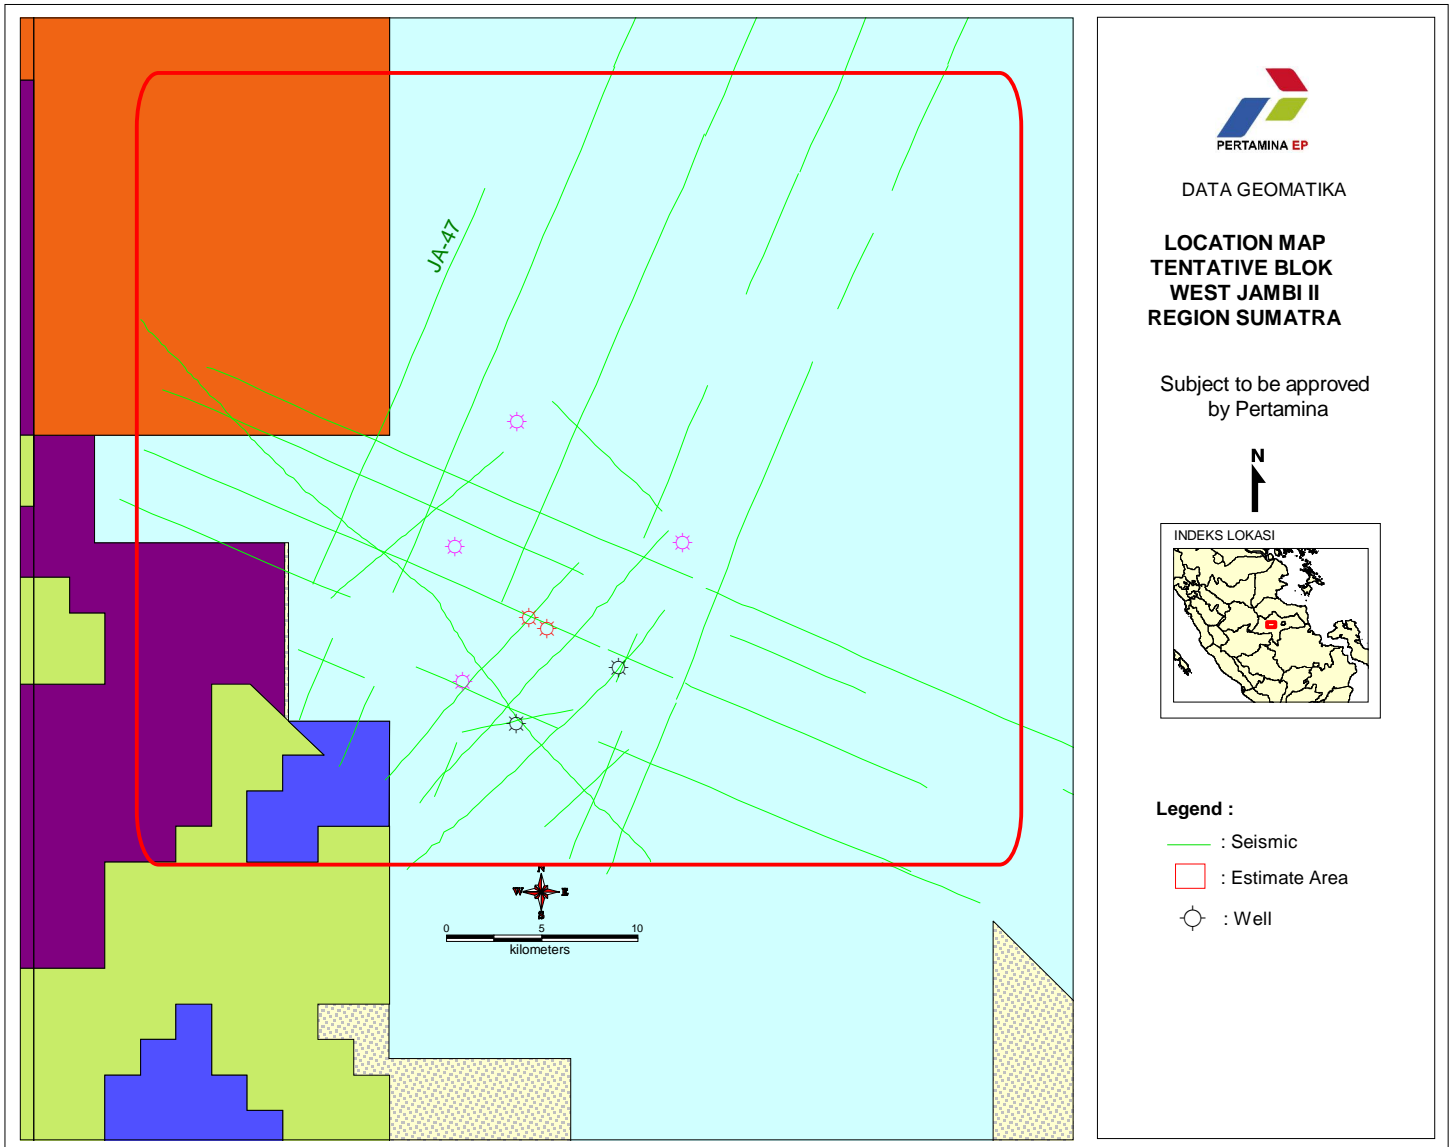 JA-47
N
W
E
S
0 5 10
kilometers
PERTAMINA EP
DATA GEOMATIKA
LOCATION MAP
TENTATIVE BLOK
WEST JAMBI II
REGION SUMATRA
Subject to be approved
by Pertamina
N
INDEKS LOKASI
Legend :
: Seismic
: Estimate Area
: Well